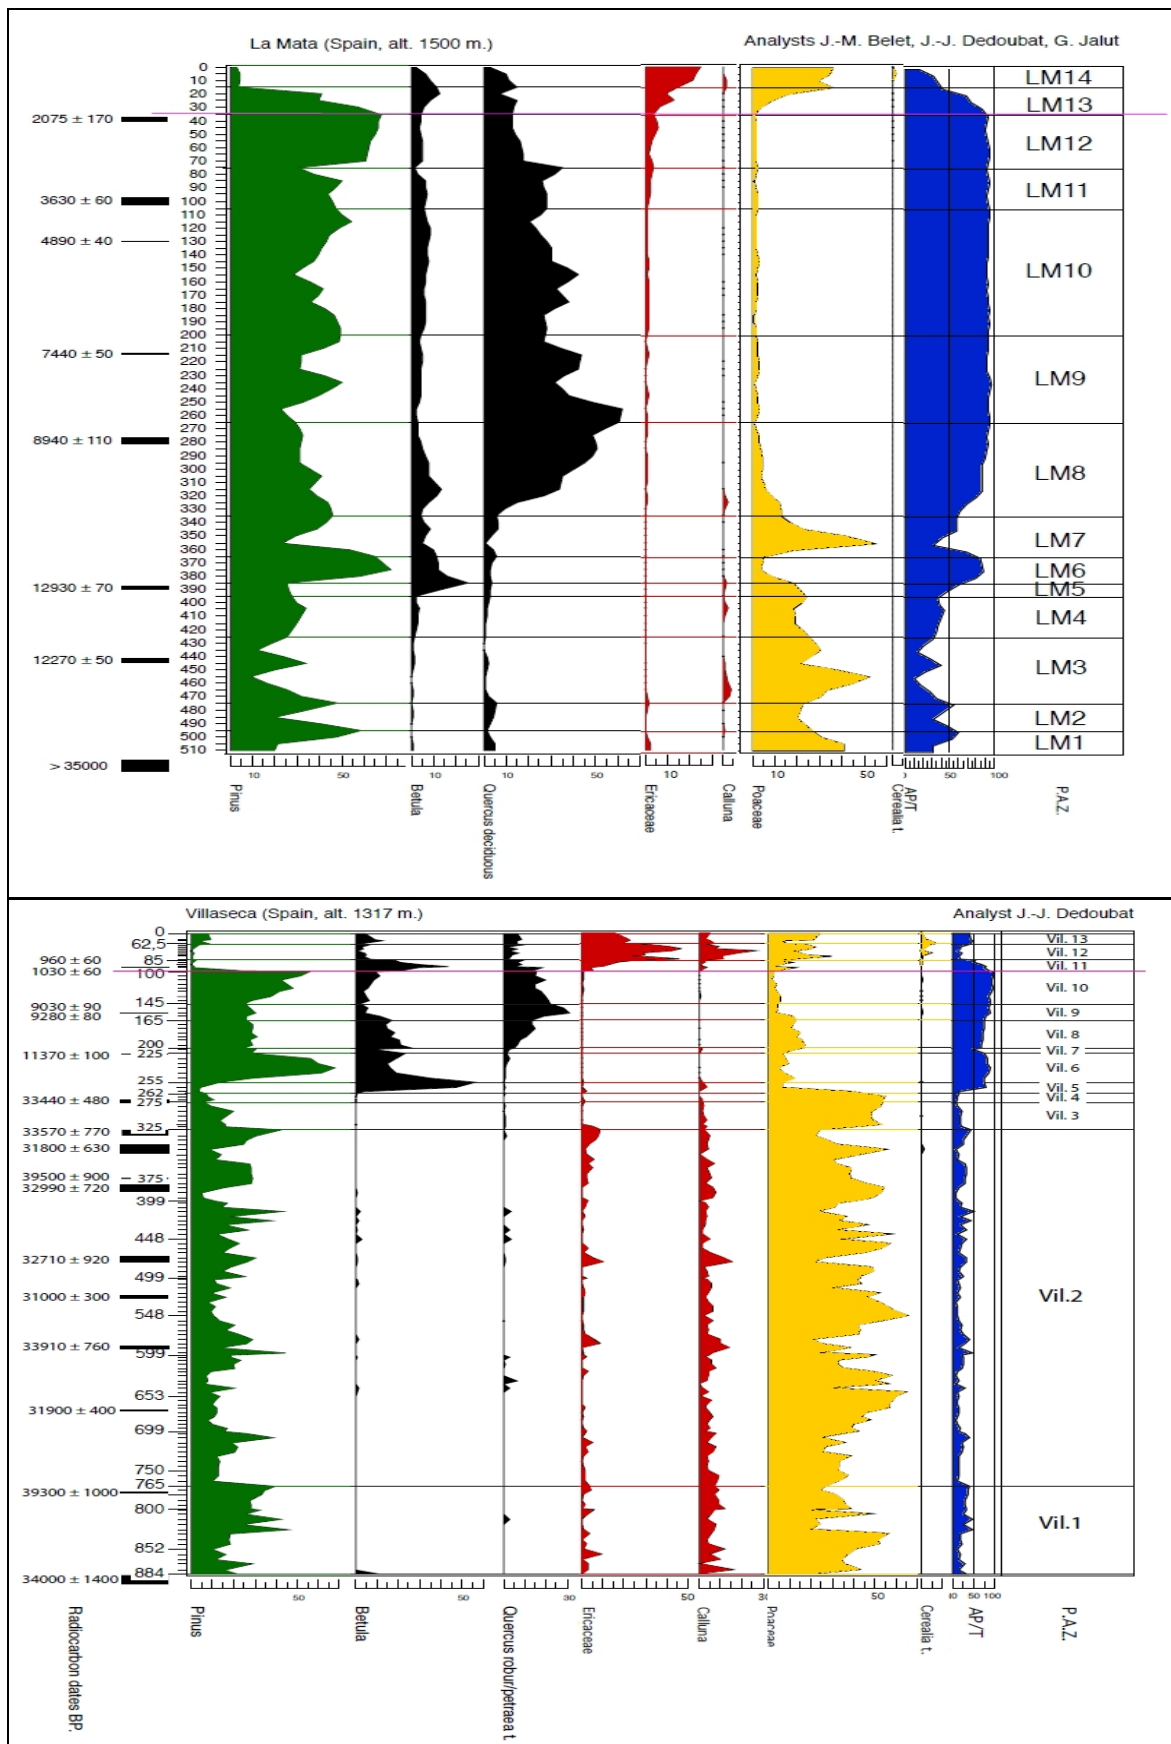 La Mata (Spain, alt. 1500 m.)
Analysts J.-M. Belet, J.-J. Dedoubat, G. Jalut
0
10
20
30
40
50
60
70
80
90
100
110
120
130
140
150
160
170
180
190
200
210
220
230
240
250
260
270
280
290
300
310
320
330
340
350
360
370
380
390
400
410
420
430
440
450
460
470
480
490
500
510
2075 ± 170
3630 ± 60
4890 ± 40
7440 ± 50
8940 ± 110
12930 ± 70
12270 ± 50
> 35000
LM14
LM13
LM12
LM11
LM10
LM9
LM8
LM7
LM6
LM5
LM4
LM3
LM2
LM1
10 50 10 10 50 10 10 50 50 100
Pinus
Betula
Quercus deciduous
Ericaceae
Calluna
Poaceae
Cerealia t.
AP/T
P.A.Z.
Villaseca (Spain, alt. 1317 m.)
Analyst J.-J. Dedoubat
0
62,5
85
100
145
165
200
225
255
262
275
325
375
399
448
499
548
599
653
699
750
765
800
852
884
960 ± 60
1030 ± 60
9030 ± 90
9280 ± 80
11370 ± 100
33440 ± 480
33570 ± 770
31800 ± 630
39500 ± 900
32990 ± 720
32710 ± 920
31000 ± 300
33910 ± 760
31900 ± 400
39300 ± 1000
34000 ± 1400
Vil. 13
Vil. 12
Vil. 11
Vil. 10
Vil. 9
Vil. 8
Vil. 7
Vil. 6
Vil. 5
Vil. 4
Vil. 3
Vil.2
Vil.1
50 50 30 50 50 50 100
Radiocarbon dates BP.
Pinus
Betula
Quercus robur/petraea t.
Ericaceae
Calluna
Poaceae
Cerealia t.
AP/T
P.A.Z.